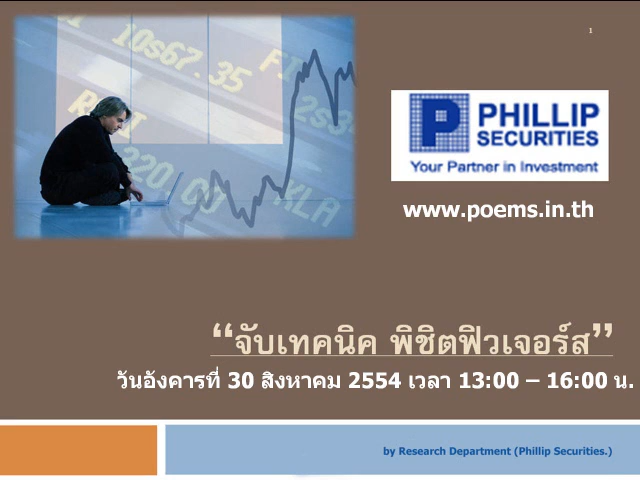 1
10s67.35
PHILLIP
SECURITIES
Your Partner in Investment
www.poems.in.th
“จับเทคนิค พิชิตฟิวเจอร์ส”
วันอังคารที่ 30 สิงหาคม 2554 เวลา 13:00 – 16:00 น.
by Research Department (Phillip Securities.)